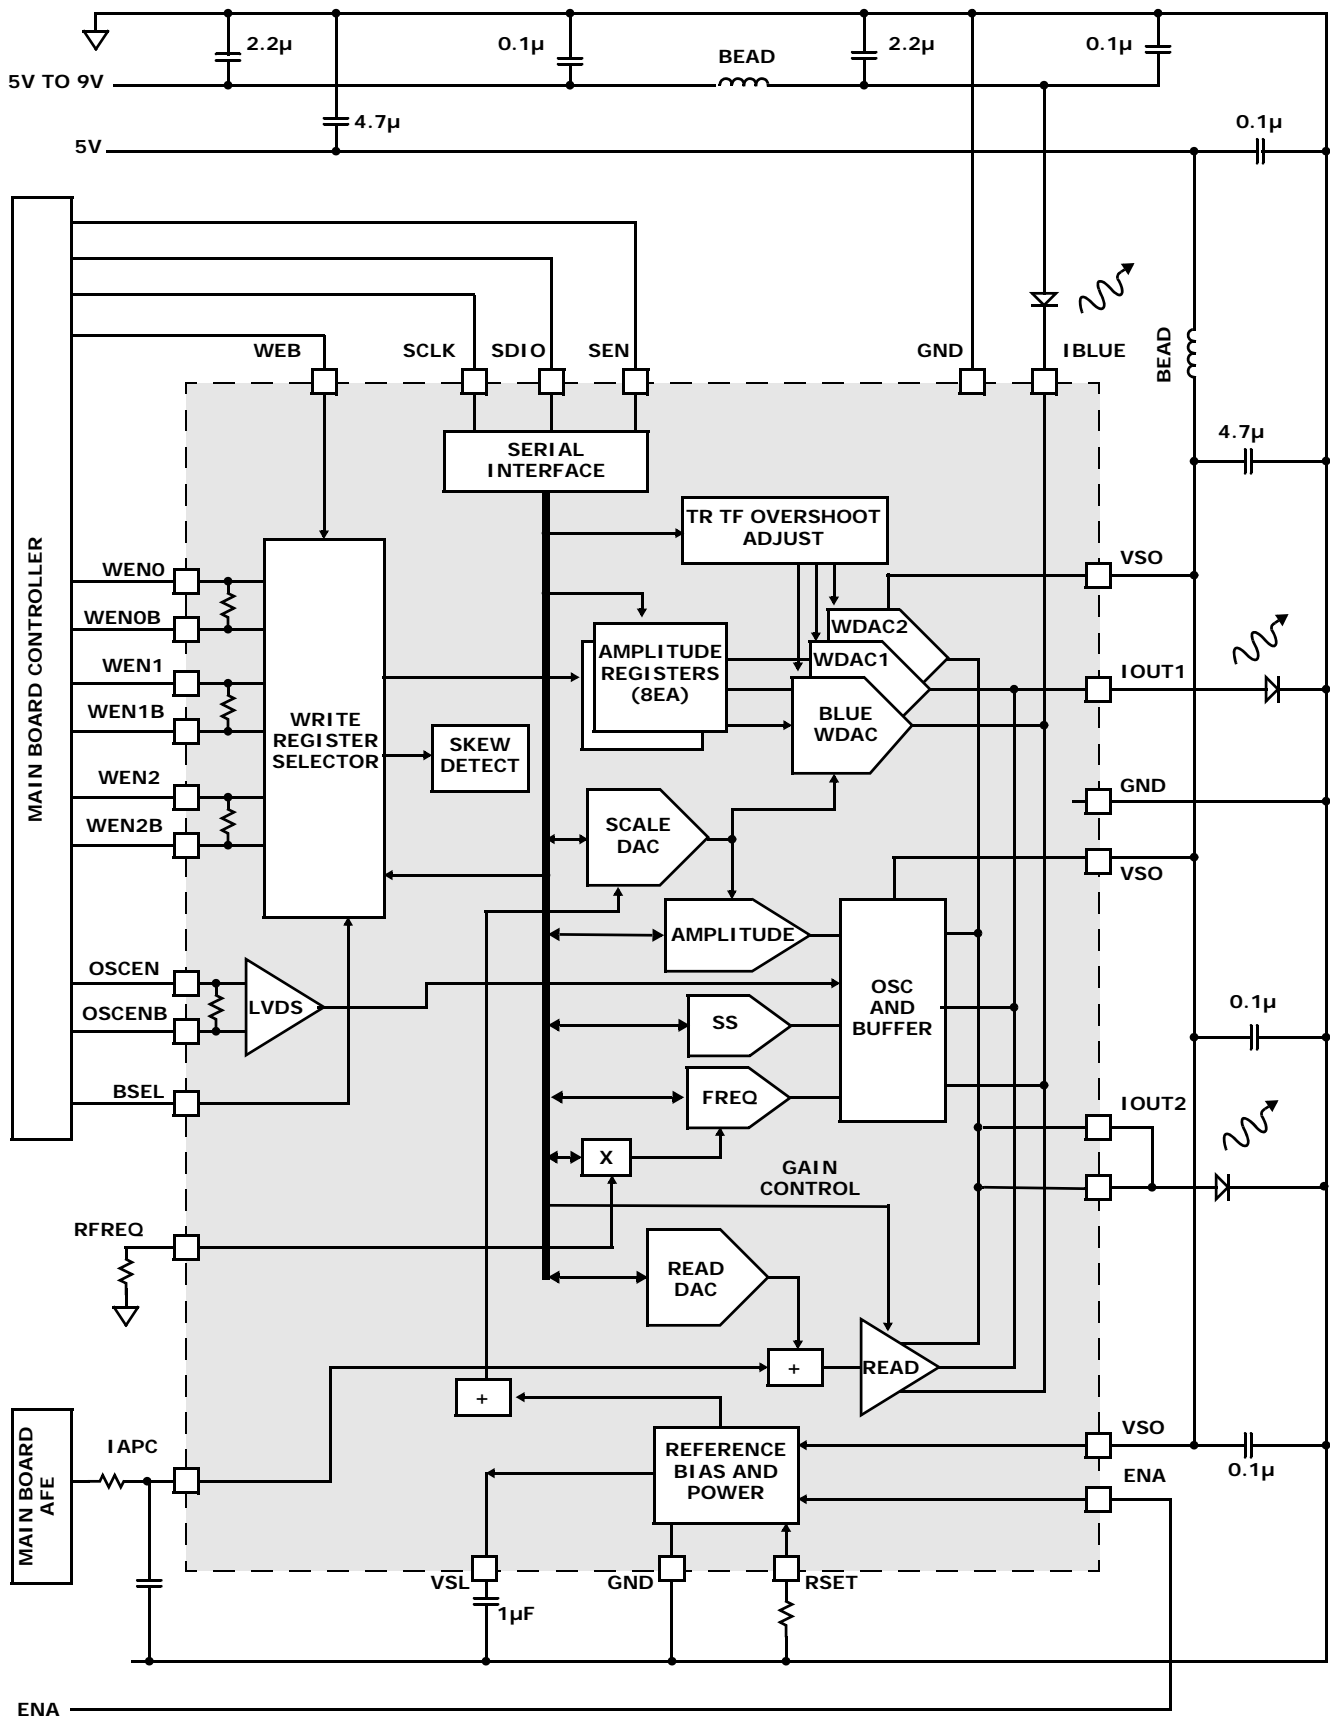 2.2µ
0.1µ
BEAD
2.2µ
0.1µ
5V TO 9V
4.7µ
0.1µ
5V
WEB
SCLK
SDIO
SEN
GND
IBLUE
BEAD
4.7µ
SERIAL
INTERFACE
MAIN BOARD CONTROLLER
TR TF OVERSHOOT
ADJUST
VSO
WEN0
WEN0B
WEN1
WEN1B
WEN2
WEN2B
WRITE
REGISTER
SELECTOR
AMPLITUDE
REGISTERS
(8EA)
WDAC2
WDAC1
BLUE
WDAC
IOUT1
SKEW
DETECT
GND
SCALE
DAC
VSO
AMPLITUDE
OSCEN
OSCENB
LVDS
OSC
AND
BUFFER
SS
0.1µ
BSEL
FREQ
IOUT2
X
GAIN
CONTROL
RFREQ
READ
DAC
+
READ
+
MAIN BOARD
AFE
IAPC
REFERENCE
BIAS AND
POWER
VSO
0.1µ
ENA
VSL
1µF
GND
RSET
ENA